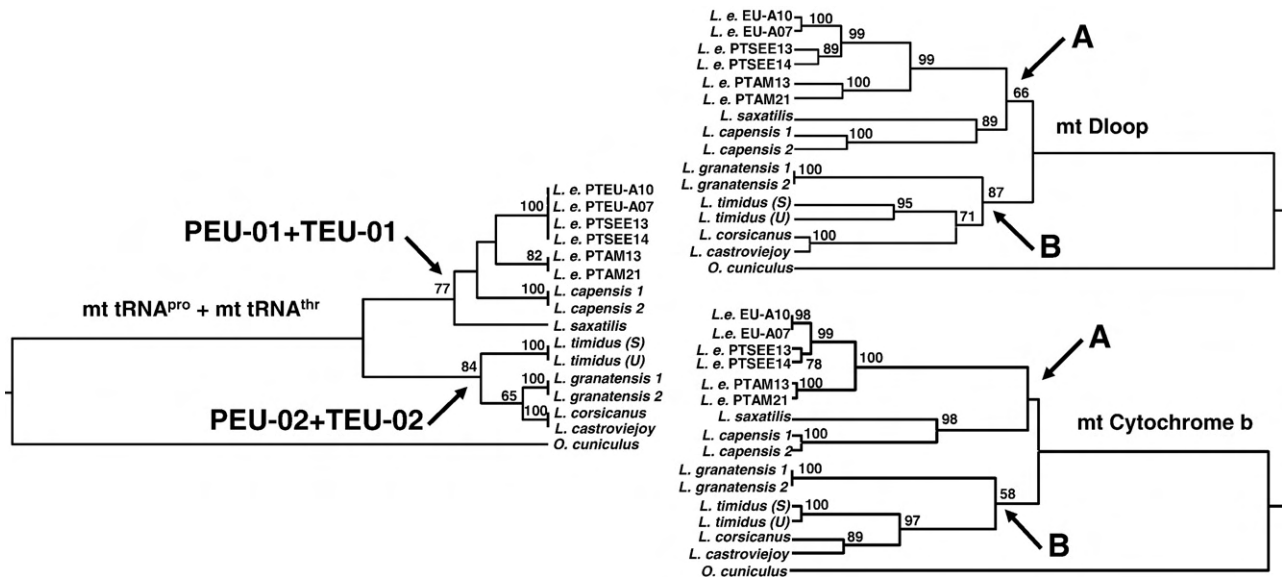 L. e. PTEU-A10
L. e. PTEU-A07
100
L. e. PTSEE13
L. e. PTSEE14
PEU-01+TEU-01
82
L. e. PTAM13
L. e. PTAM21
77
100
L. capensis 1
L. capensis 2
mt tRNApro + mt tRNAthr
L. saxatilis
100
L. timidus (S)
L. timidus (U)
84
100
L. granatensis 1
L. granatensis 2
65
PEU-02+TEU-02
100
L. corsicanus
L. castroviejoy
O. cuniculus
L. e. EU-A10
100
L. e. EU-A07
99
A
L. e. PTSEE13
89
L. e. PTSEE14
99
L. e. PTAM13
100
L. e. PTAM21
66
L. saxatilis
89
mt Dloop
L. capensis 1
100
L. capensis 2
L. granatensis 1
100
L. granatensis 2
87
L. timidus (S)
95
L. timidus (U)
71
B
L. corsicanus
100
L. castroviejoy
O. cuniculus
L.e. EU-A10
98
L.e. EU-A07
99
A
L. e. PTSEE13
L. e. PTSEE14
78
100
L. e. PTAM13
100
L. e. PTAM21
L. saxatilis
98
mt Cytochrome b
L. capensis 1
100
L. capensis 2
L. granatensis 1
100
L. granatensis 2
58
L. timidus (S)
100
L. timidus (U)
97
B
L. corsicanus
89
L. castroviejoy
O. cuniculus